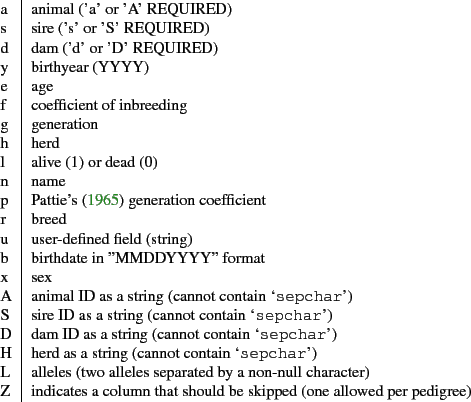 a animal ('a' or 'A' REQUIRED)
s sire ('s' or 'S' REQUIRED)
d dam ('d' or 'D' REQUIRED)
y birthyear (YYYY)
e age
f coefficient of inbreeding
g generation
h herd
l alive (1) or dead (0)
n name
p Pattie's (1965) generation coefficient
r breed
u user-defined field (string)
b birthdate in ”MMDDYYYY” format
x sex
A animal ID as a string (cannot contain ‘sepchar’)
S sire ID as a string (cannot contain ‘sepchar’)
D dam ID as a string (cannot contain ‘sepchar’)
H herd as a string (cannot contain ‘sepchar’)
L alleles (two alleles separated by a non-null character)
Z indicates a column that should be skipped (one allowed per pedigree)